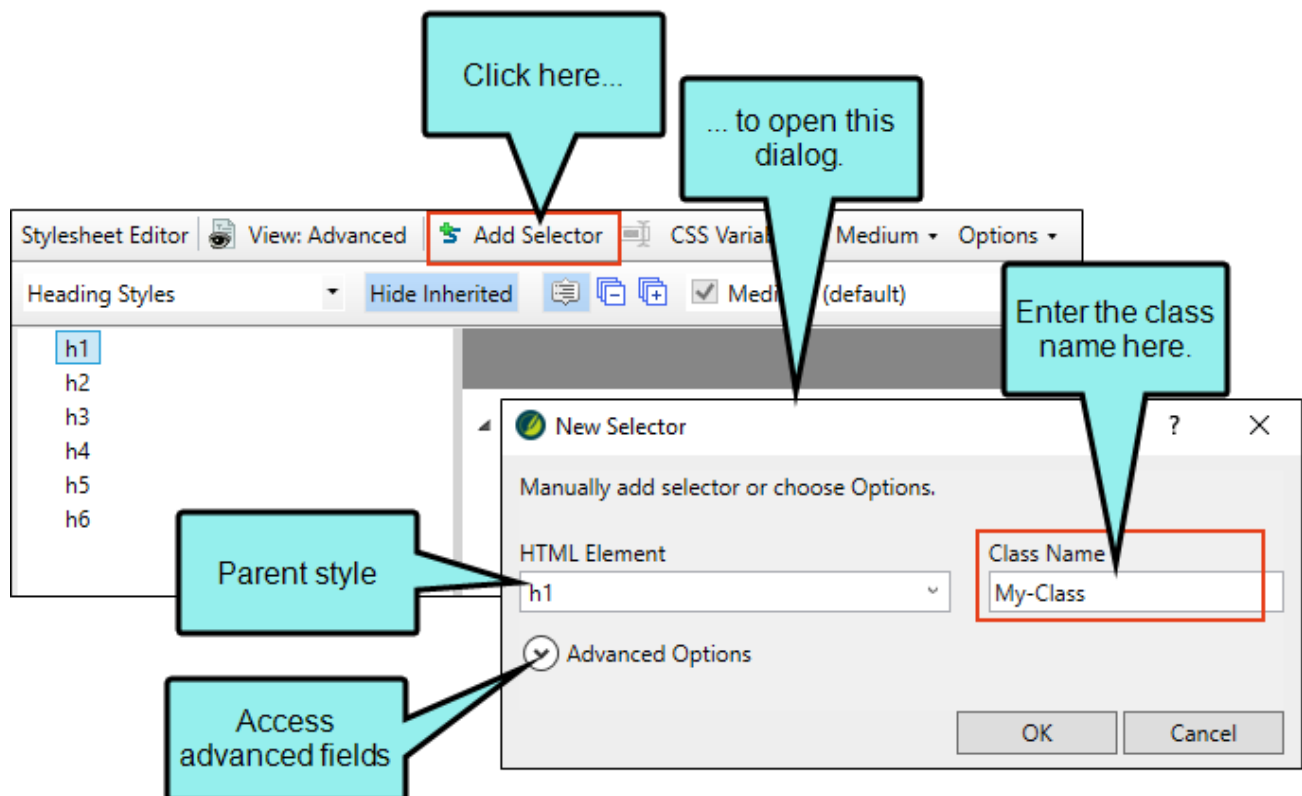 Click here...
... to open this
dialog.
Stylesheet Editor View: Advanced Add Selector CSS Medium Options
Heading Styles Hide Inherited (default)
Enter the class
name here.
h1
h2
h3
h4
h5
h6
New Selector ?
Manually add selector or choose Options.
Parent style
HTML Element Class Name
h1 My-Class
Advanced Options
Access
advanced fields
OK Cancel